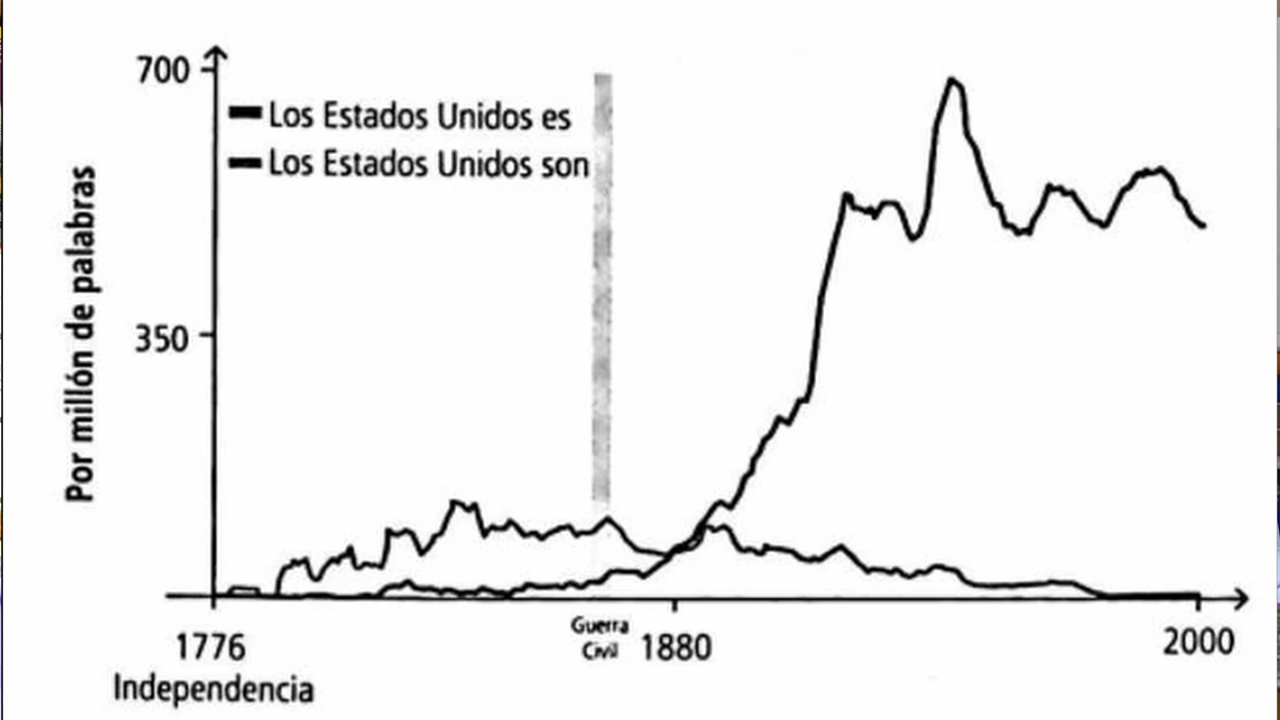 700
Los Estados Unidos es
Los Estados Unidos son
Por millón de palabras
350
Guerra
Civil
1776
1880
2000
Independencia